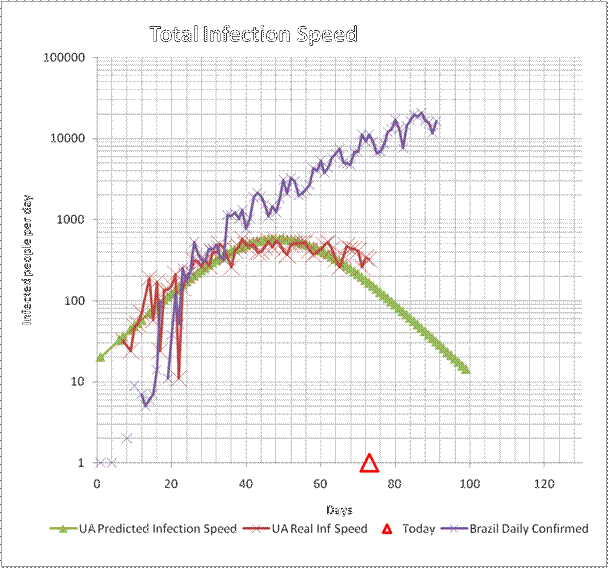 Total Infection Speed
100000
10000
1000
100
10
1
Infected people per day
0 20 40 60 80 100 120
Days
UA Predicted Infection Speed UA Real Inf Speed Today Brazil Daily Confirmed